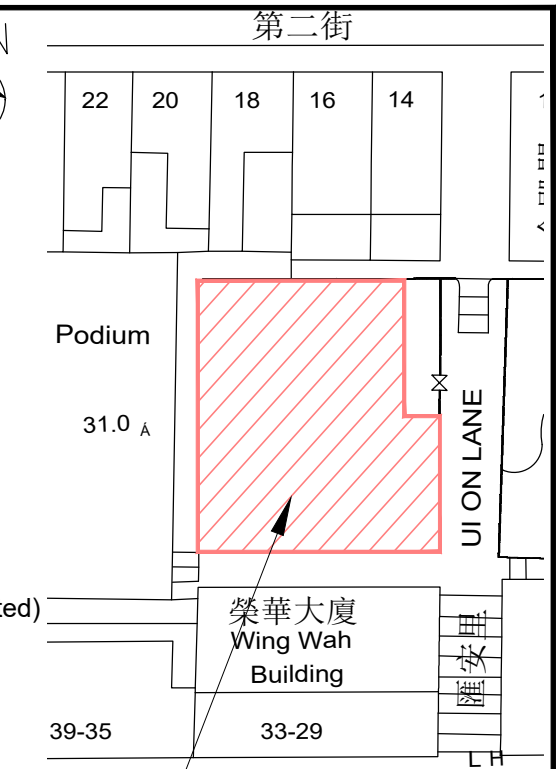 N
第二街
22
20
18
16
14
Podium
31.0
UI ON LANE
ted)
榮華大廈
Wing Wah
Building
匯安里
39-35
33-29
L H